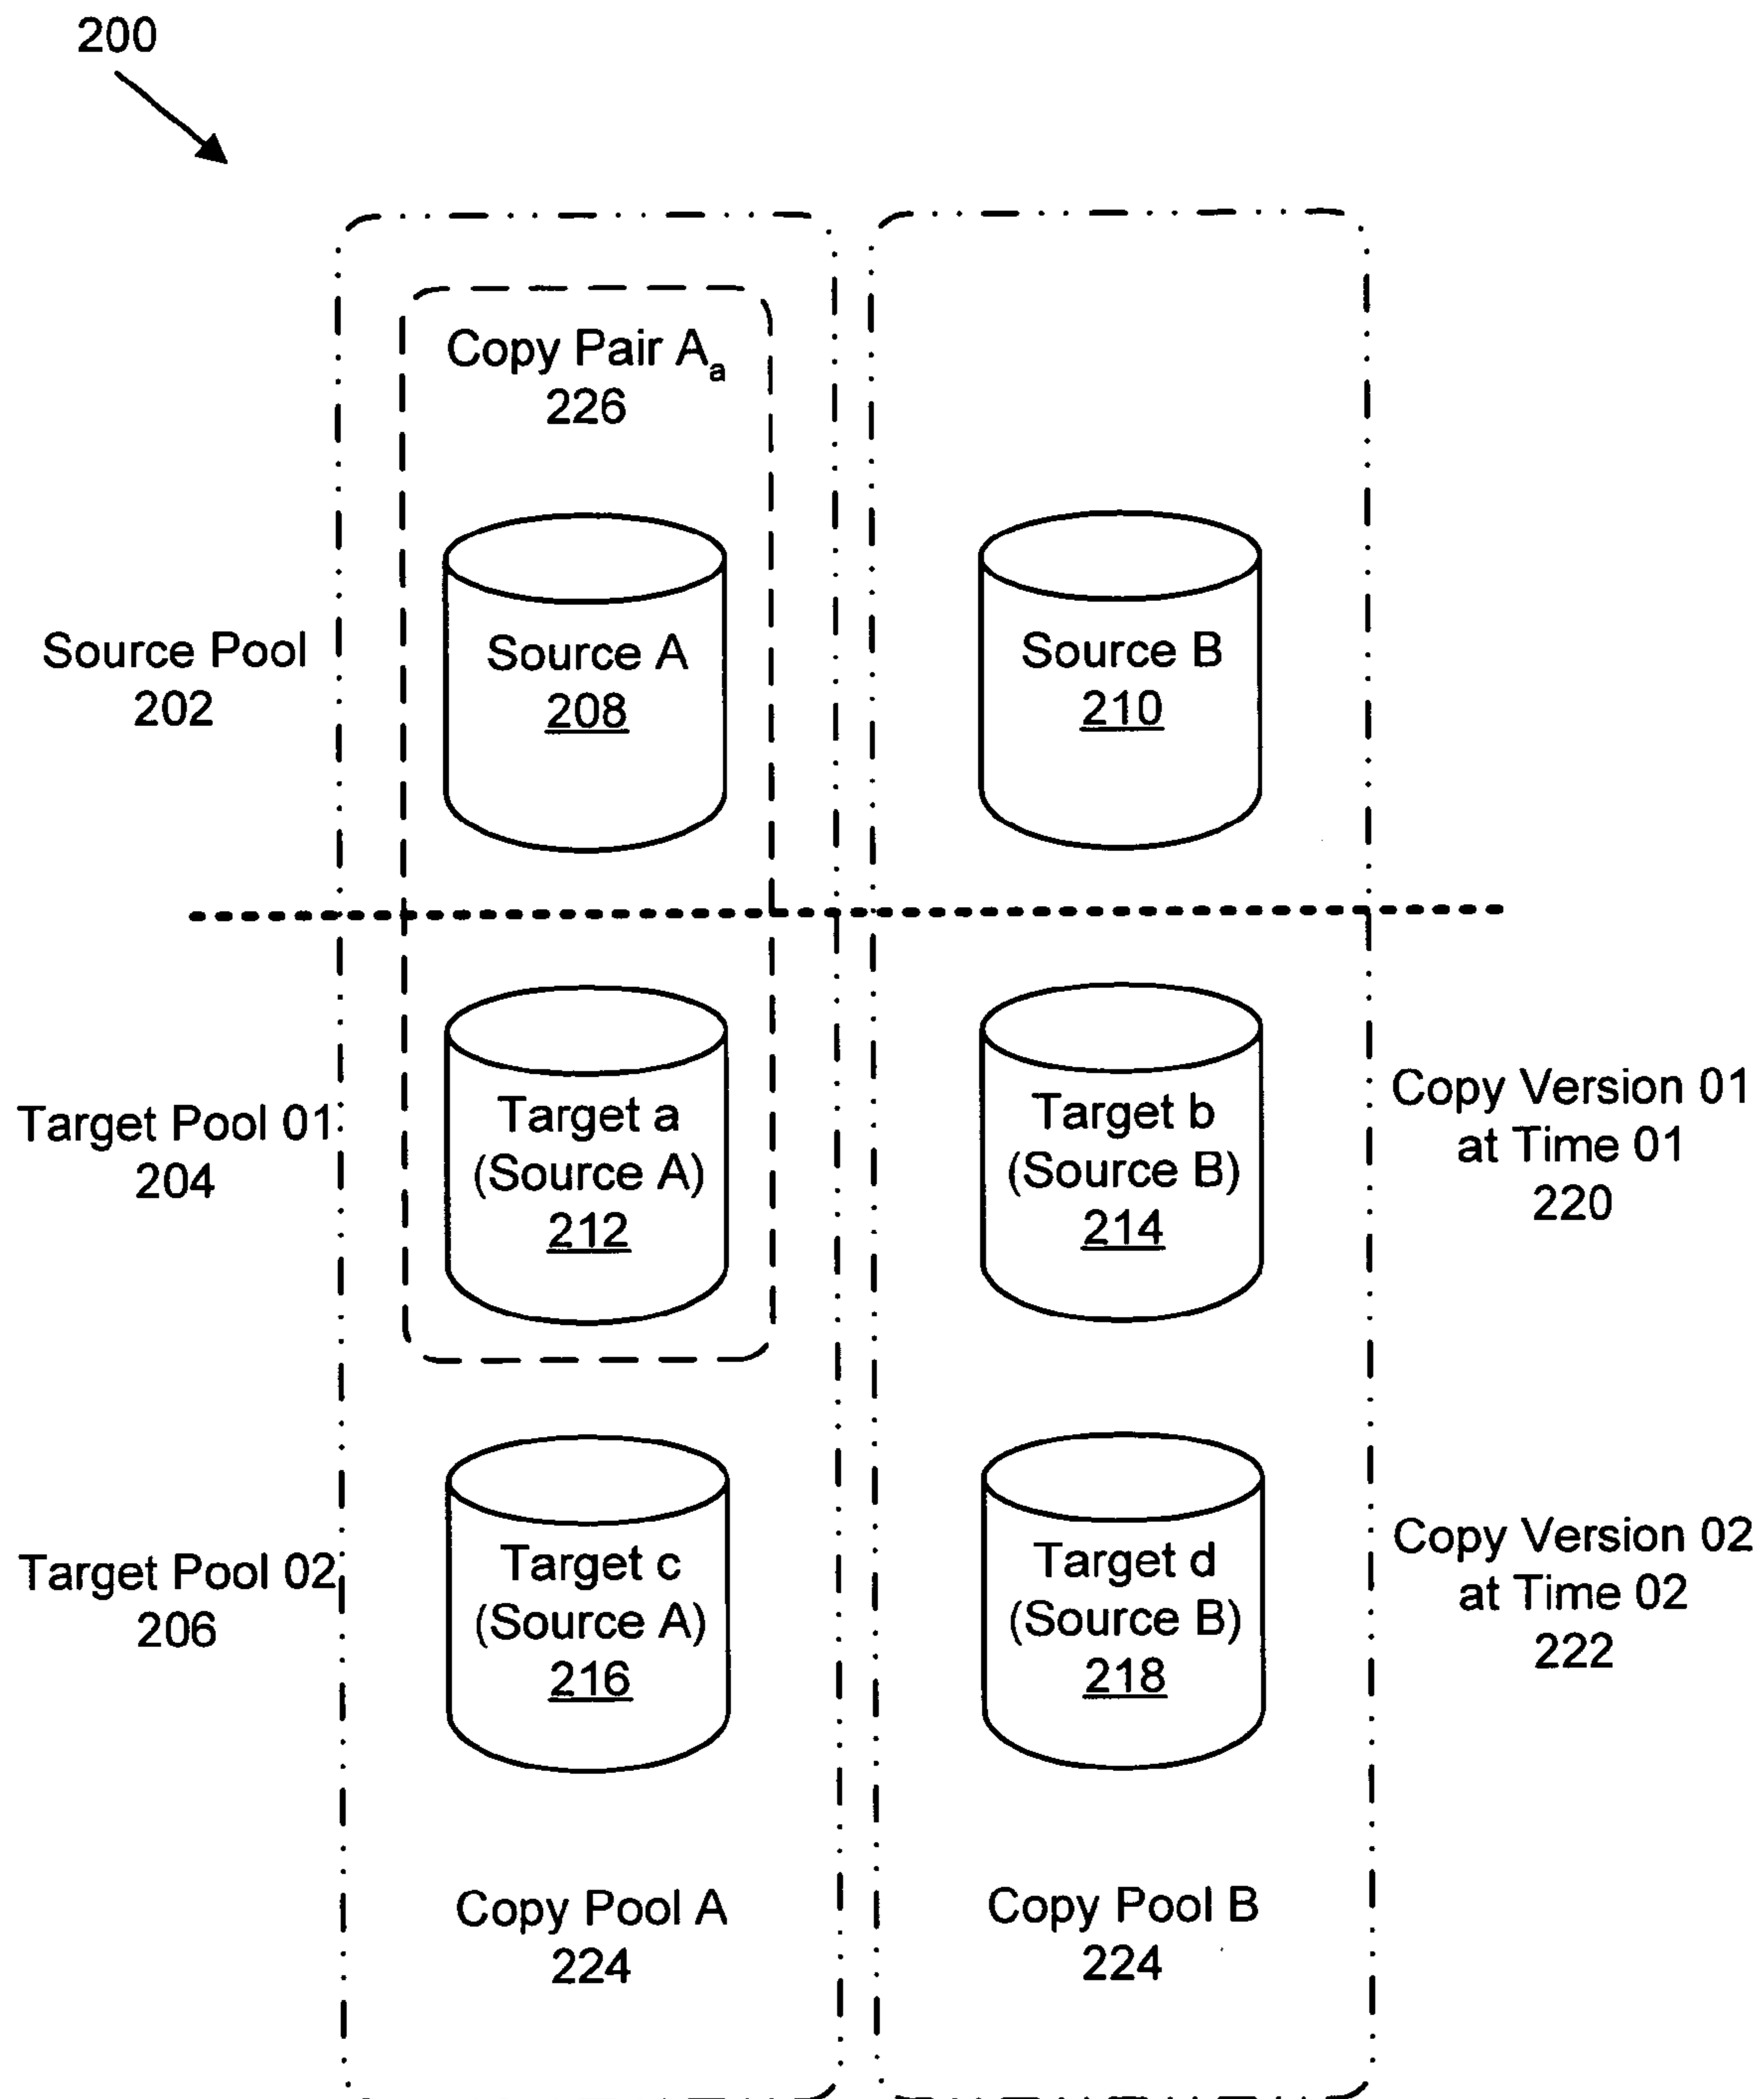 200
Copy Pair Aa
226
Source Pool
202
Source A
208
Source B
210
Target Pool 01
204
Target a
(Source A)
212
Target b
(Source B)
214
Copy Version 01
at Time 01
220
Target Pool 02
206
Target c
(Source A)
216
Target d
(Source B)
218
Copy Version 02
at Time 02
222
Copy Pool A
224
Copy Pool B
224